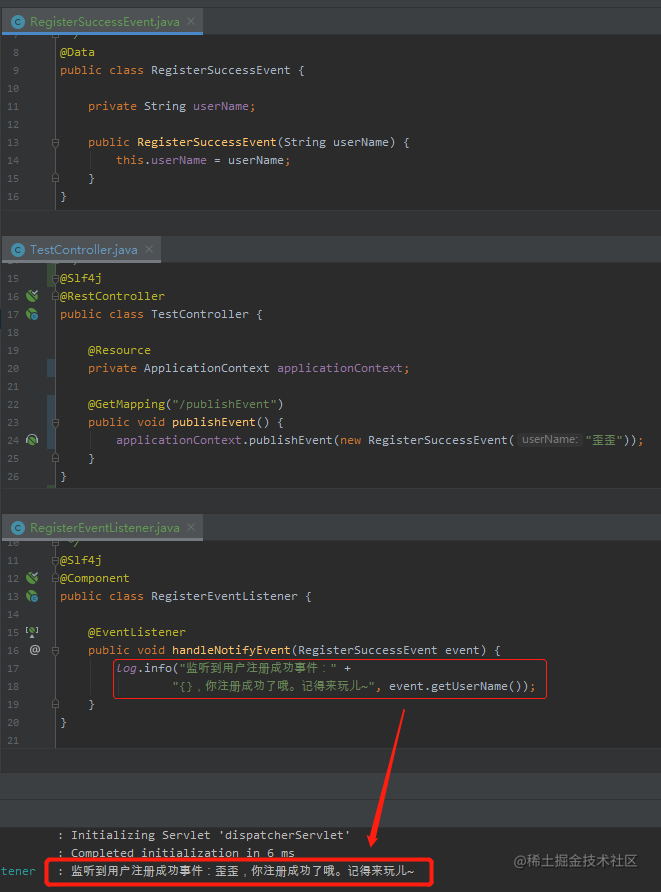 RegisterSuccessEvent.java ×
8 @Data
9 public class RegisterSuccessEvent {
10
11 private String userName;
12
13 public RegisterSuccessEvent(String userName) {
14 this.userName = userName;
15 }
16 }
TestController.java ×
15 @Slf4j
16 @RestController
17 public class TestController {
18
19 @Resource
20 private ApplicationContext applicationContext;
21
22 @GetMapping("/publishEvent")
23 public void publishEvent() {
24 applicationContext.publishEvent(new RegisterSuccessEvent( userName: "歪歪"));
25 }
26 }
RegisterEventListener.java ×
10 */
11 @Slf4j
12 @Component
13 public class RegisterEventListener {
14
15 @EventListener
16 public void handleNotifyEvent(RegisterSuccessEvent event) {
17 log.info("监听到用户注册成功事件：" +
18 "{}，你注册成功了哦。记得来玩儿~", event.getUserName());
19 }
20 }
21
: Initializing Servlet 'dispatcherServlet'
: Completed initialization in 6 ms
tener : 监听到用户注册成功事件：歪歪，你注册成功了哦。记得来玩儿~
@稀土掘金技术社区